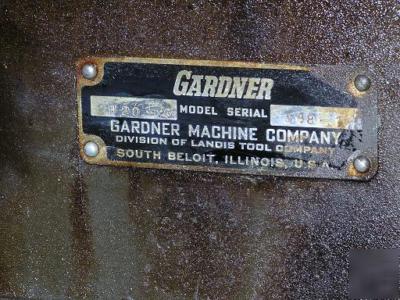 GARDNER
MODEL SERIAL
GARDNER MACHINE COMPANY
DIVISION OF LANDIS TOOL COMPANY
SOUTH BELOIT, ILLINOIS, U.S.A.